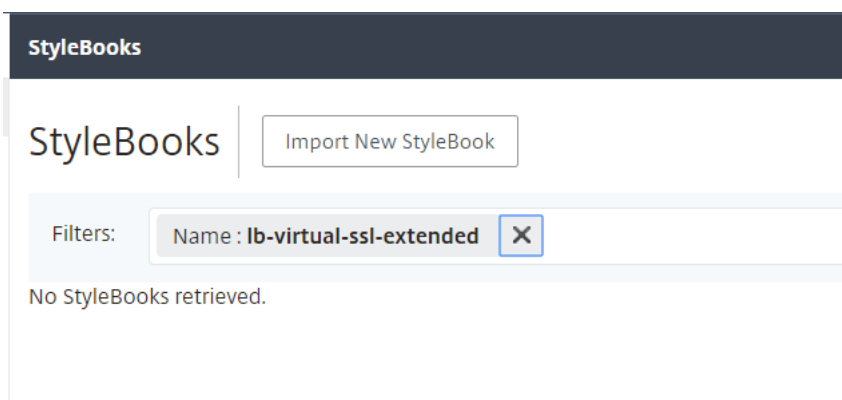 StyleBooks
StyleBooks Import New StyleBook
Filters: Name : lb-virtual-ssl-extended
No StyleBooks retrieved.